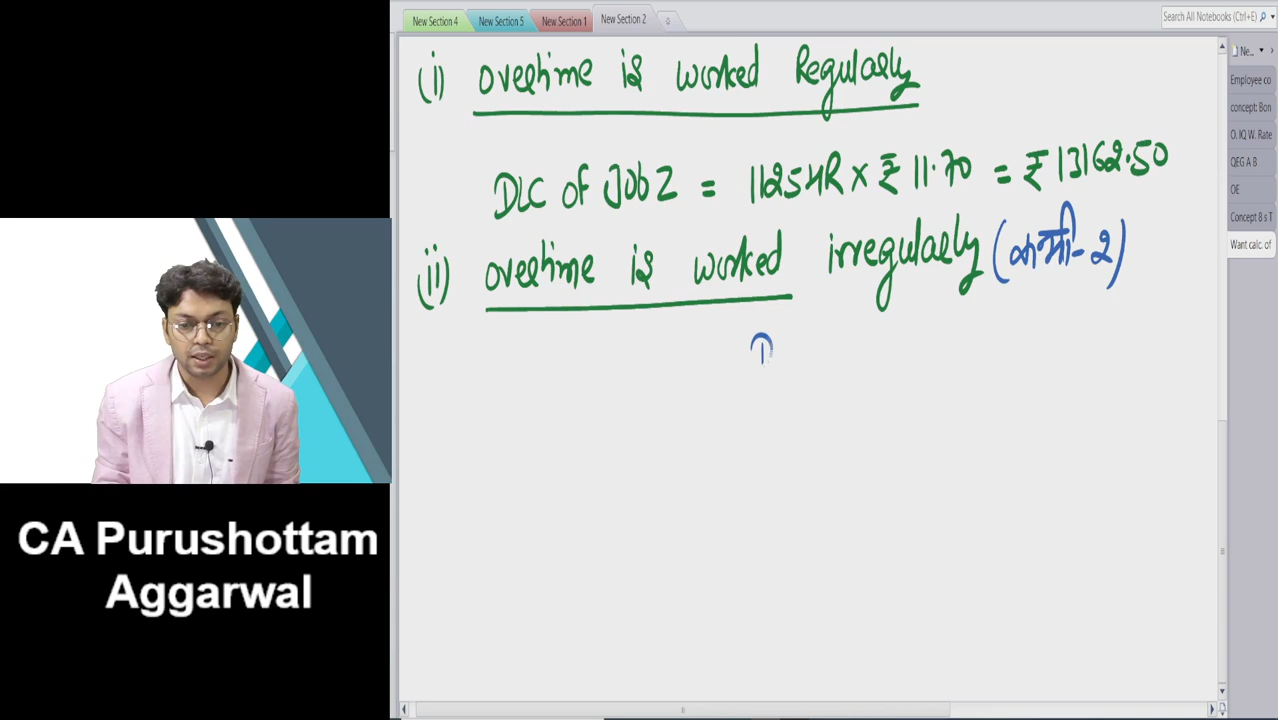 New Section 4 New Section 5 New Section 1 New Section 2
Search All Notebooks (Ctrl+E)
Ne...
Employee co
concept: Bon
O. IQ W. Rate
QEG A B
OE
Concept 8 s T
Want calc. of
(i) overtime is worked Regularly
DLC of Job Z = 1125 HR × ₹ 11.70 = ₹ 13162.50
(ii) overtime is worked irregularly (कभी-2)
CA Purushottam
Aggarwal